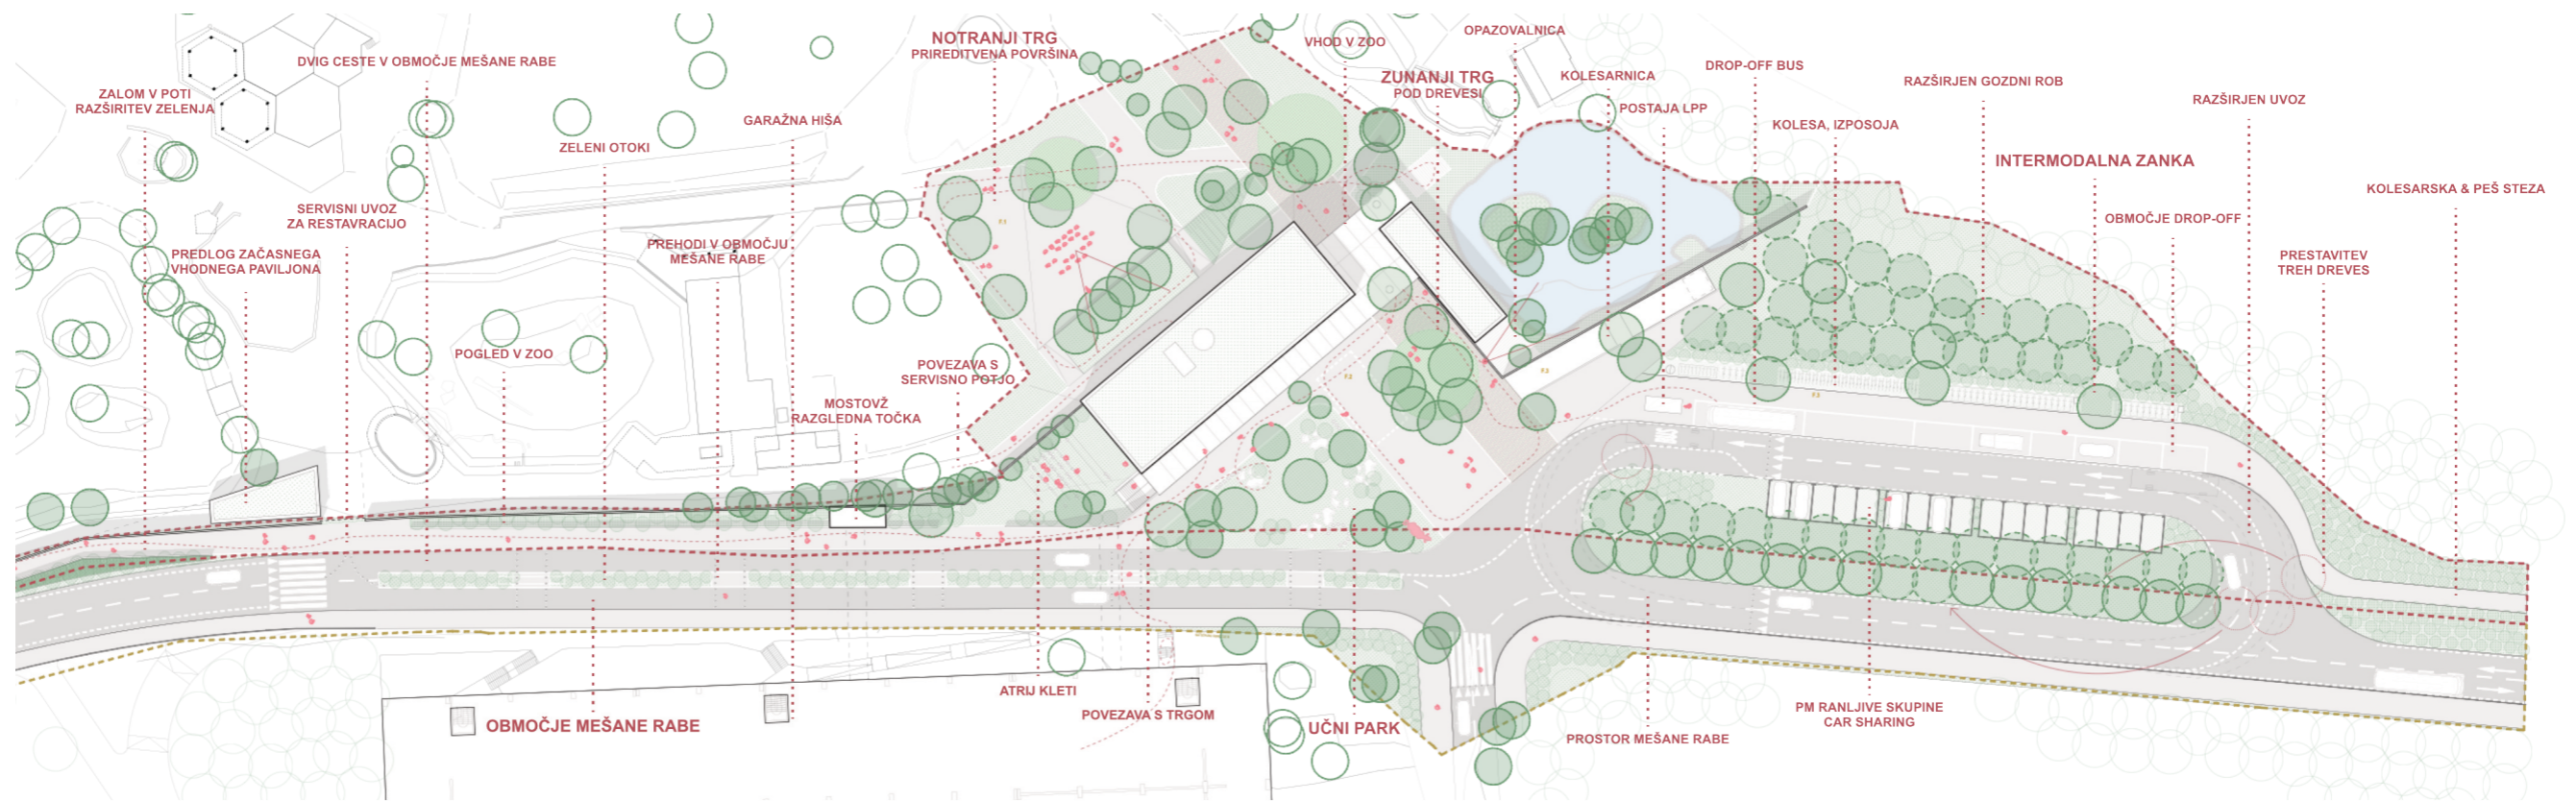 ZALOM V POTI
RAZŠIRITEV ZELENJA
DVIG CESTE V OBMOČJE MEŠANE RABE
SERVISNI UVOZ
ZA RESTAVRACIJO
PREDLOG ZAČASNEGA
VHODNEGA PAVILJONA
ZELENI OTOKI
POGLED V ZOO
GARAŽNA HIŠA
PREHODI V OBMOČJU
MEŠANE RABE
MOSTOVŽ
RAZGLEDNA TOČKA
POVEZAVA S
SERVISNO POTJO
NOTRANJI TRG
PRIREDITVENA POVRŠINA
VHOD V ZOO
ZUNANJI TRG
POD DREVESI
OPAZOVALNICA
KOLESARNICA
POSTAJA LPP
DROP-OFF BUS
KOLESA, IZPOSOJA
RAZŠIRJEN GOZDNI ROB
INTERMODALNA ZANKA
OBMOČJE DROP-OFF
RAZŠIRJEN UVOZ
PRESTAVITEV
TREH DREVES
KOLESARSKA & PEŠ STEZA
OBMOČJE MEŠANE RABE
ATRIJ KLETI
POVEZAVA S TRGOM
UČNI PARK
PROSTOR MEŠANE RABE
PM RANLJIVE SKUPINE
CAR SHARING